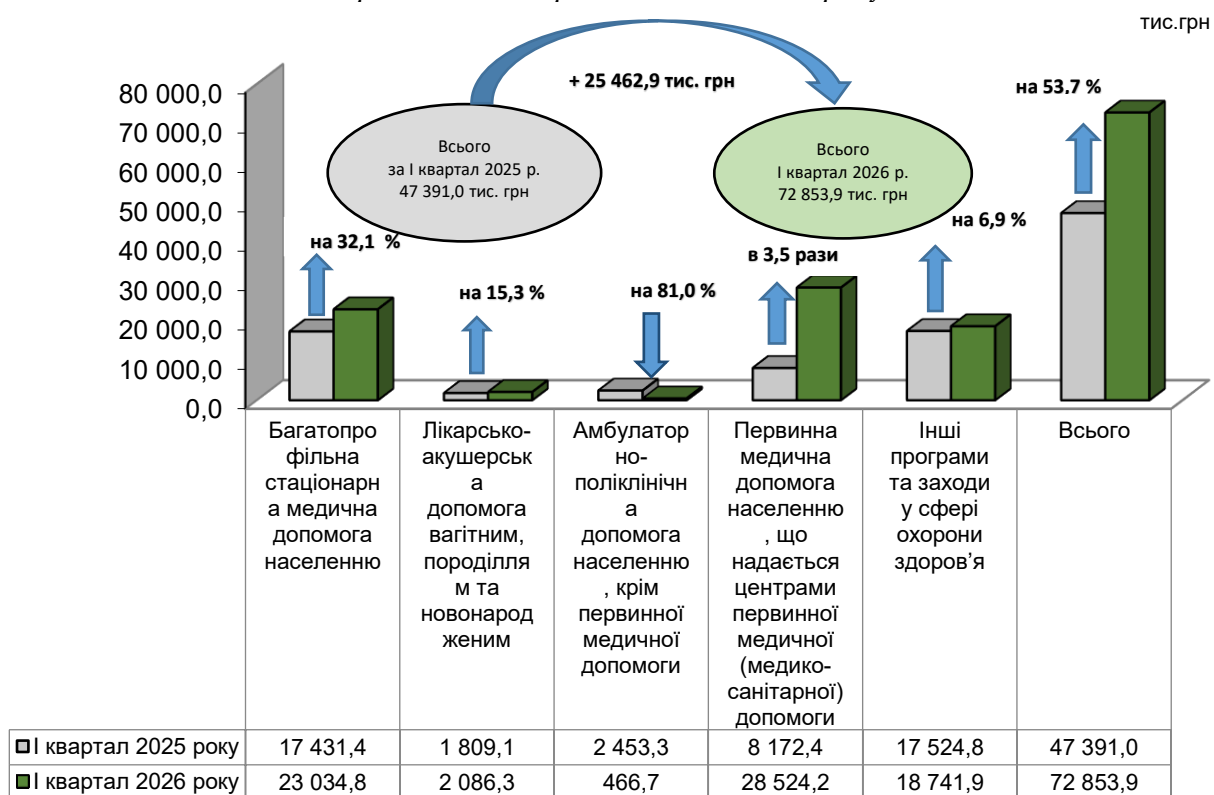 тис.грн
+ 25 462,9 тис. грн
на 53,7 %
80 000,0
70 000,0
60 000,0
50 000,0
40 000,0
30 000,0
20 000,0
10 000,0
0,0
Всього
за І квартал 2025 р.
47 391,0 тис. грн
Всього
І квартал 2026 р.
72 853,9 тис. грн
на 32,1 %
на 15,3 %
на 81,0 %
в 3,5 рази
на 6,9 %
Багатопро
фільна
стаціонарн
а медична
допомога
населенню
Лікарсько-
акушерськ
а
допомога
вагітним,
породілля
м та
новонарод
женим
Амбулатор
но-
поліклінічн
а
допомога
населенню
, крім
первинної
медичної
допомоги
Первинна
медична
допомога
населенню
, що
надається
центрами
первинної
медичної
(медико-
санітарної)
допомоги
Інші
програми
та заходи
у сфері
охорони
здоров’я
Всього
І квартал 2025 року 17 431,4 1 809,1 2 453,3 8 172,4 17 524,8 47 391,0
І квартал 2026 року 23 034,8 2 086,3 466,7 28 524,2 18 741,9 72 853,9